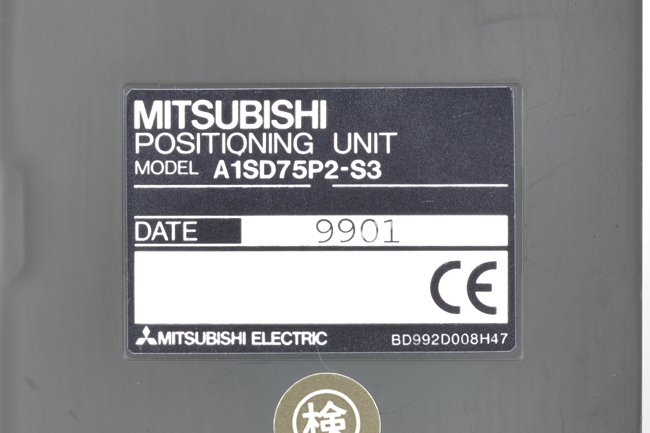 MITSUBISHI
POSITIONING UNIT
MODEL A1SD75P2-S3
DATE 9901
CE
MITSUBISHI ELECTRIC BD992D008H47
検